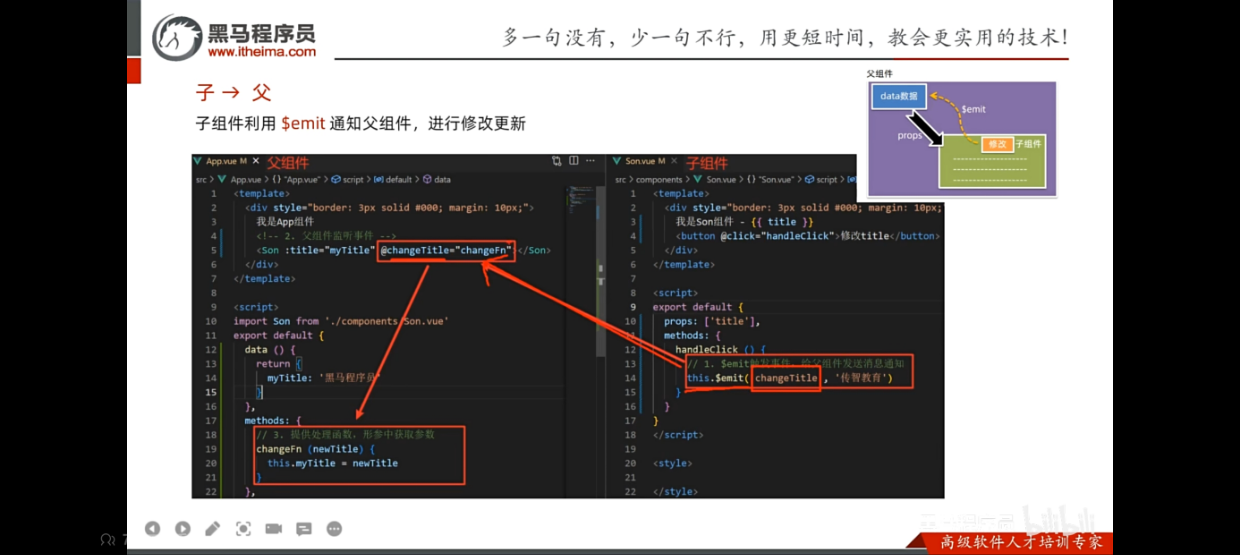 黑马程序员
www.itheima.com
多一句没有，少一句不行，用更短时间，教会更实用的技术！
子 → 父
子组件利用 $emit 通知父组件，进行修改更新
父组件
data数据
$emit
props
修改 子组件
App.vue M × 父组件
src > App.vue > {} "App.vue" > script > default > data
1 <template>
2 <div style="border: 3px solid #000; margin: 10px;">
3 我是App组件
4 <!-- 2. 父组件监听事件 -->
5 <Son :title="myTitle" @changeTitle="changeFn"></Son>
6 </div>
7 </template>
8
9 <script>
10 import Son from './components/Son.vue'
11 export default {
12 data () {
13 return {
14 myTitle: '黑马程序员'
15 }
16 },
17 methods: {
18 // 3. 提供处理函数，形参中获取参数
19 changeFn (newTitle) {
20 this.myTitle = newTitle
21 }
22 },
Son.vue M × 子组件
src > components > Son.vue > {} "Son.vue" > script >
1 <template>
2 <div style="border: 3px solid #000; margin: 10px;
3 我是Son组件 - {{ title }}
4 <button @click="handleClick">修改title</button>
5 </div>
6 </template>
7
8 <script>
9 export default {
10 props: ['title'],
11 methods: {
12 handleClick () {
13 // 1. $emit触发事件，给父组件发送消息通知
14 this.$emit('changeTitle', '传智教育')
15 }
16 }
17 }
18 </script>
19
20 <style>
21
22 </style>
bilibili
高级软件人才培训专家